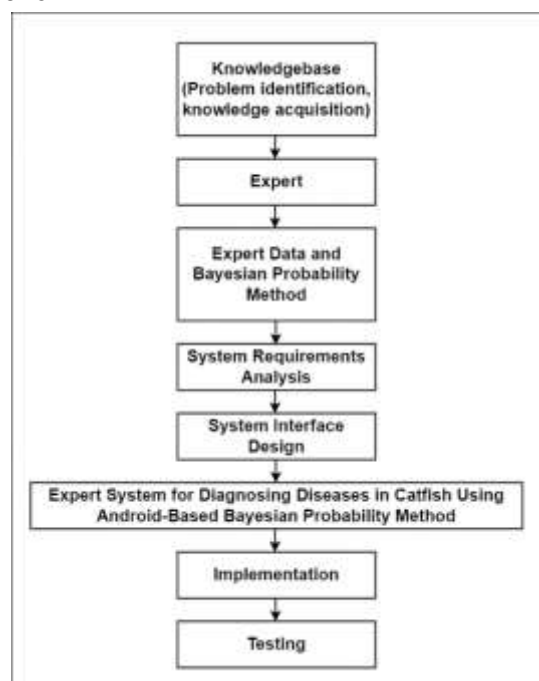 Knowledgebase
(Problem identification,
knowledge acquisition)
Expert
Expert Data and
Bayesian Probability
Method
System Requirements
Analysis
System Interface
Design
Expert System for Diagnosing Diseases in Catfish Using
Android-Based Bayesian Probability Method
Implementation
Testing